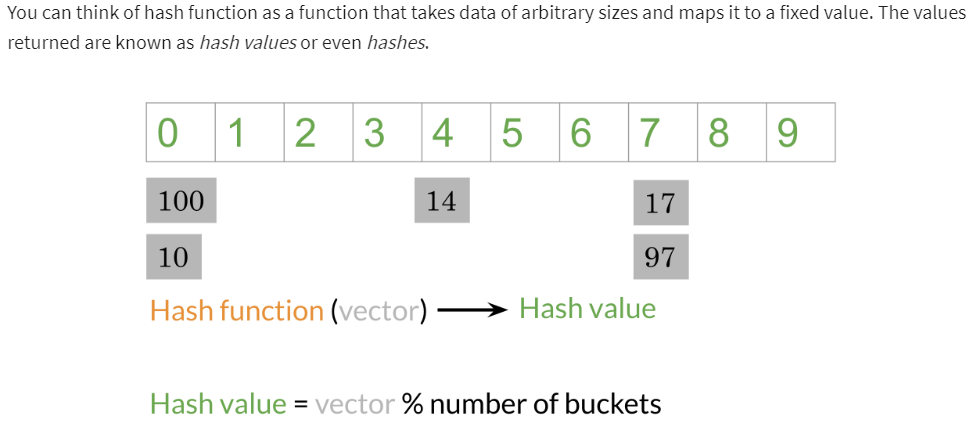 You can think of hash function as a function that takes data of arbitrary sizes and maps it to a fixed value. The values
returned are known as hash values or even hashes.
0 1 2 3 4 5 6 7 8 9
100 14 17
10 97
Hash function (vector) → Hash value
Hash value = vector % number of buckets